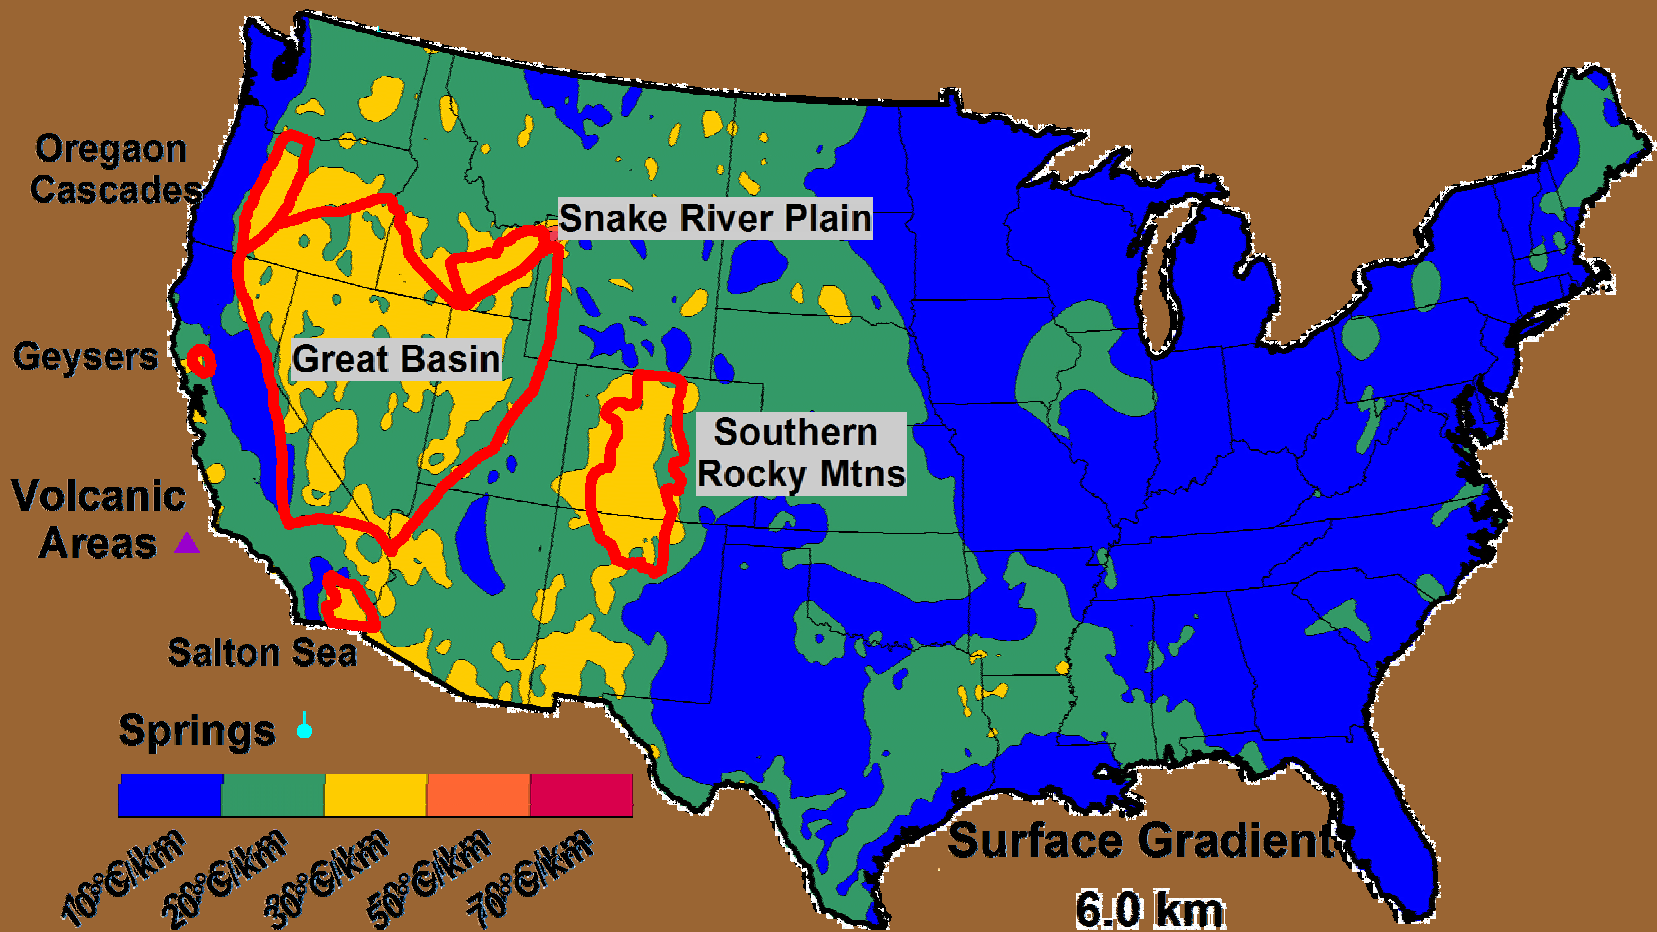 Oregaon
Cascades
Snake River Plain
Geysers
Great Basin
Southern
Rocky Mtns
Volcanic
Areas
Salton Sea
Springs
10°C/km
20°C/km
30°C/km
50°C/km
70°C/km
Surface Gradient
6.0 km